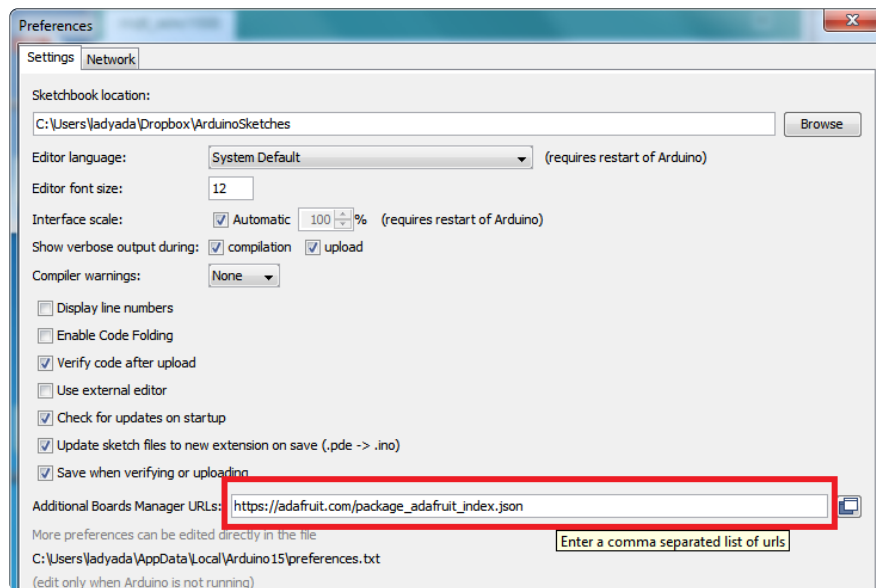 Preferences
Settings Network
Sketchbook location:
C:\Users\ladyada\Dropbox\ArduinoSketches Browse
Editor language: System Default (requires restart of Arduino)
Editor font size: 12
Interface scale: Automatic 100 % (requires restart of Arduino)
Show verbose output during: compilation upload
Compiler warnings: None
Display line numbers
Enable Code Folding
Verify code after upload
Use external editor
Check for updates on startup
Update sketch files to new extension on save (.pde -> .ino)
Save when verifying or uploading
Additional Boards Manager URLs: https://adafruit.com/package_adafruit_index.json
More preferences can be edited directly in the file
Enter a comma separated list of urls
C:\Users\ladyada\AppData\Local\Arduino15\preferences.txt
(edit only when Arduino is not running)